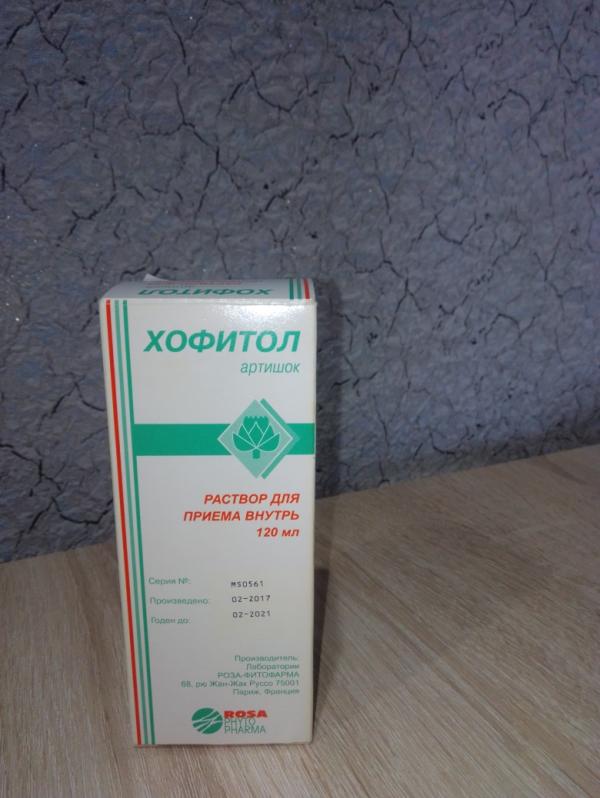 ХОФИТОЛ
ХОФИТОЛ
артишок
РАСТВОР ДЛЯ
ПРИЕМА ВНУТРЬ
120 мл
Серия №: MS0561
Произведено: 02-2017
Годен до: 02-2021
Производитель:
Лаборатории
РОЗА-ФИТОФАРМА
68, рю Жан-Жак Руссо 75001
Париж, Франция
ROSA
PHYTO
PHARMA